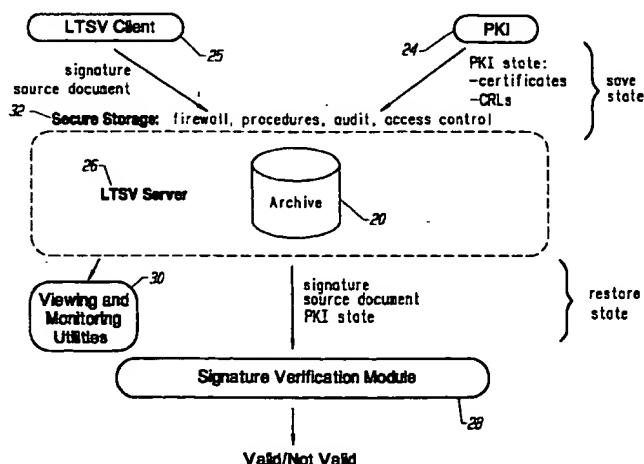 LTSV Client
25
24
PKI
signature
source document
PKI state:
-certificates
-CRLs
save
state
32
Secure Storage: firewall, procedures, audit, access control
26
LTSV Server
Archive
20
30
Viewing and
Monitoring
Utilities
signature
source document
PKI state
restore
state
Signature Verification Module
28
Valid/Not Valid